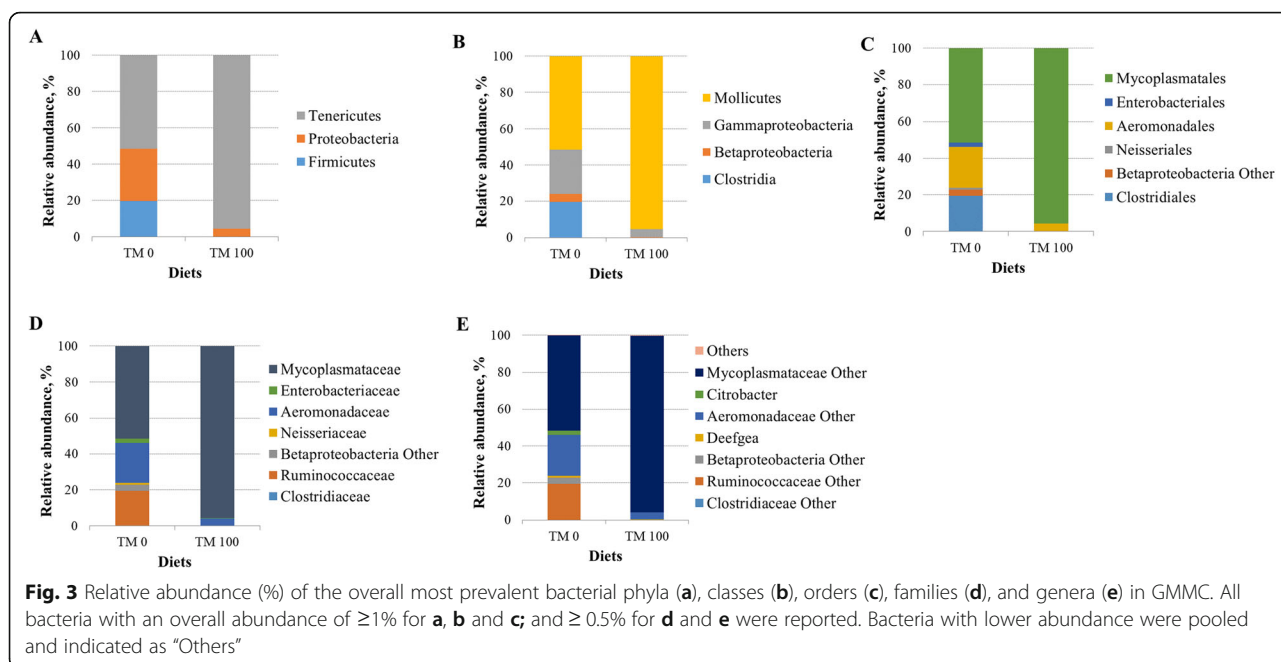 A
Relative abundance, %
100
80
60
40
20
0
TM 0
TM 100
Diets
Tenericutes
Proteobacteria
Firmicutes
B
Relative abundance, %
100
80
60
40
20
0
TM 0
TM 100
Diets
Mollicutes
Gammaproteobacteria
Betaproteobacteria
Clostridia
C
Relative abundance, %
100
80
60
40
20
0
TM 0
TM 100
Diets
Mycoplasmatales
Enterobacteriales
Aeromonadales
Neisseriales
Betaproteobacteria Other
Clostridiales
D
Relative abundance, %
100
80
60
40
20
0
TM 0
TM 100
Diets
Mycoplasmataceae
Enterobacteriaceae
Aeromonadaceae
Neisseriaceae
Betaproteobacteria Other
Ruminococcaceae
Clostridiaceae
E
Relative abundance, %
100
80
60
40
20
0
TM 0
TM 100
Diets
Others
Mycoplasmataceae Other
Citrobacter
Aeromonadaceae Other
Deefgea
Betaproteobacteria Other
Ruminococcaceae Other
Clostridiaceae Other
Fig. 3 Relative abundance (%) of the overall most prevalent bacterial phyla (a), classes (b), orders (c), families (d), and genera (e) in GMMC. All
bacteria with an overall abundance of ≥1% for a, b and c; and ≥ 0.5% for d and e were reported. Bacteria with lower abundance were pooled
and indicated as “Others”